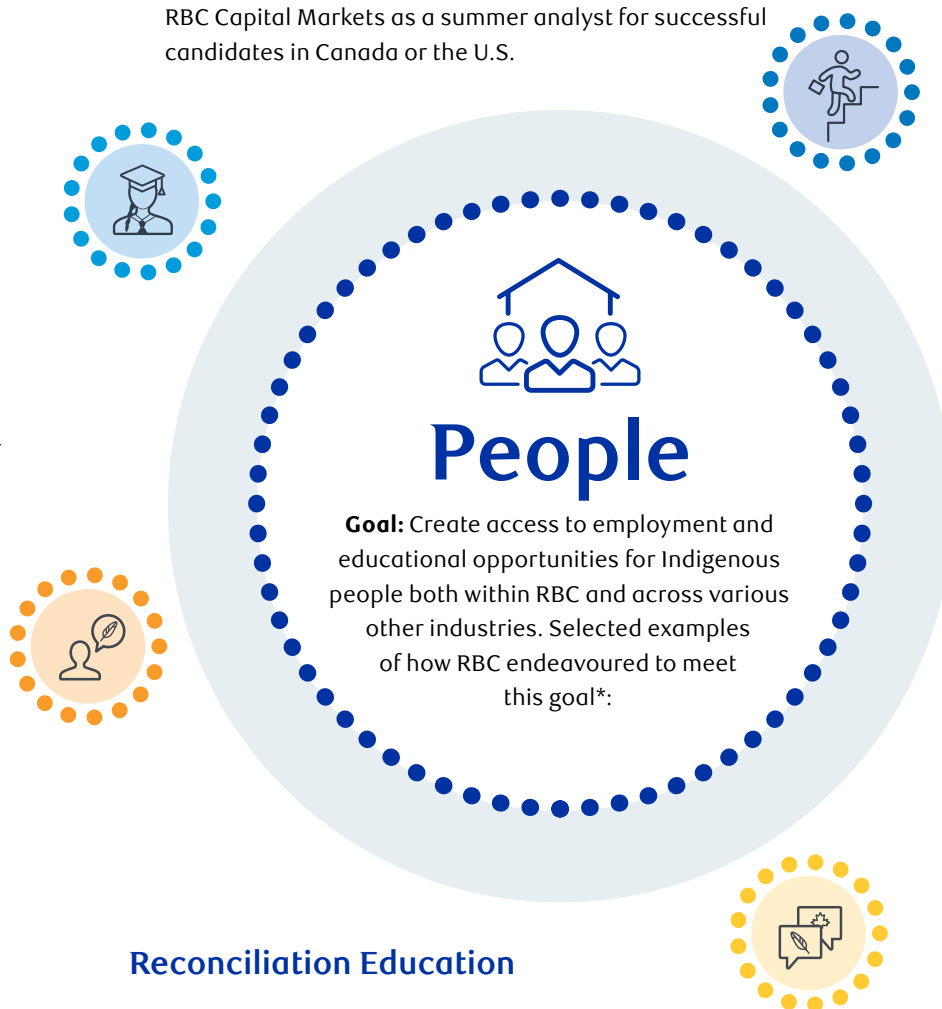 RBC Capital Markets as a summer analyst for successful
candidates in Canada or the U.S.
People
Goal: Create access to employment and
educational opportunities for Indigenous
people both within RBC and across various
other industries. Selected examples
of how RBC endeavoured to meet
this goal*:
Reconciliation Education